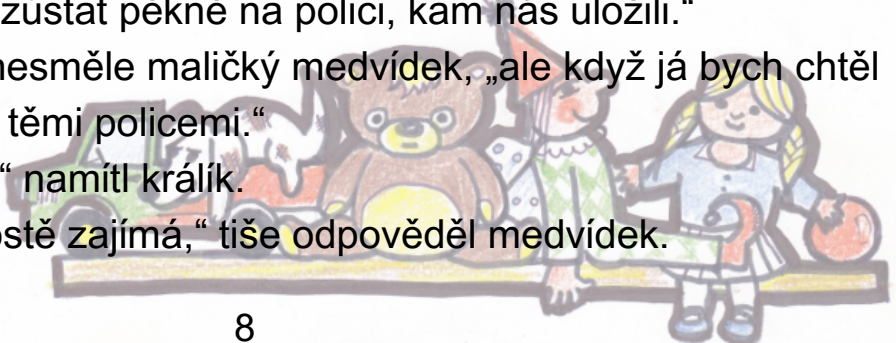 zůstat pěkně na polici, kam nás uložili.“
nesměle maličký medvídek, „ale když já bych chtěl
těmi policemi.“
“ namítl králík.
stě zajímá,“ tiše odpověděl medvídek.
8